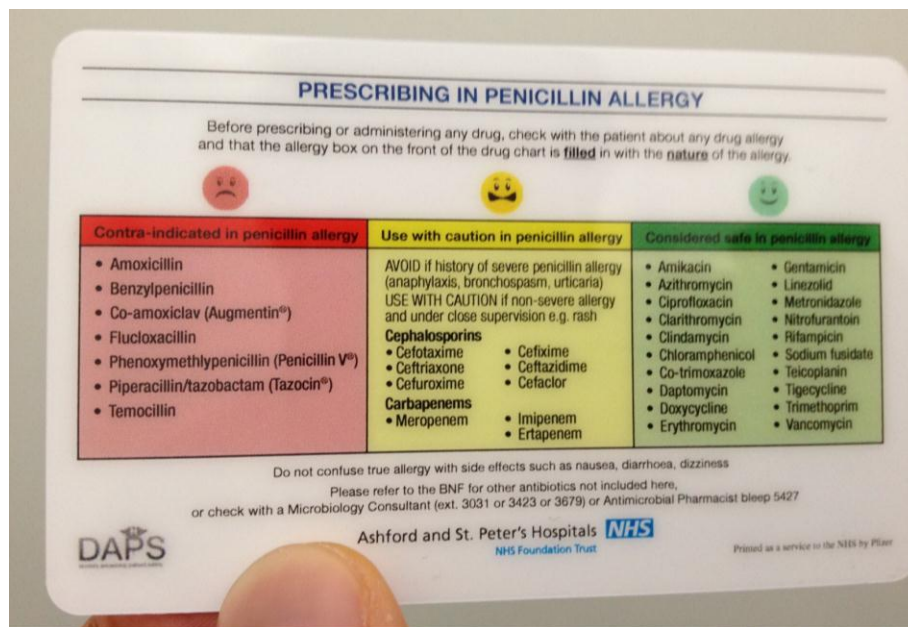 PRESCRIBING IN PENICILLIN ALLERGY
Before prescribing or administering any drug, check with the patient about any drug allergy
and that the allergy box on the front of the drug chart is filled in with the nature of the allergy.
Contra-indicated in penicillin allergy
• Amoxicillin
• Benzylpenicillin
• Co-amoxiclav (Augmentin®)
• Flucloxacillin
• Phenoxymethlypenicillin (Penicillin V®)
• Piperacillin/tazobactam (Tazocin®)
• Temocillin
Use with caution in penicillin allergy
AVOID if history of severe penicillin allergy
(anaphylaxis, bronchospasm, urticaria)
USE WITH CAUTION if non-severe allergy
and under close supervision e.g. rash
Cephalosporins
• Cefotaxime
• Ceftriaxone
• Cefuroxime
• Cefixime
• Ceftazidime
• Cefaclor
Carbapenems
• Meropenem
• Imipenem
• Ertapenem
Considered safe in penicillin allergy
• Amikacin
• Azithromycin
• Ciprofloxacin
• Clarithromycin
• Clindamycin
• Chloramphenicol
• Co-trimoxazole
• Daptomycin
• Doxycycline
• Erythromycin
• Gentamicin
• Linezolid
• Metronidazole
• Nitrofurantoin
• Rifampicin
• Sodium fusidate
• Teicoplanin
• Tigecycline
• Trimethoprim
• Vancomycin
Do not confuse true allergy with side effects such as nausea, diarrhoea, dizziness
Please refer to the BNF for other antibiotics not included here,
or check with a Microbiology Consultant (ext. 3031 or 3423 or 3679) or Antimicrobial Pharmacist bleep 5427
DAPS
Ashford and St. Peter's Hospitals NHS
NHS Foundation Trust
Printed as a service to the NHS by Pfizer